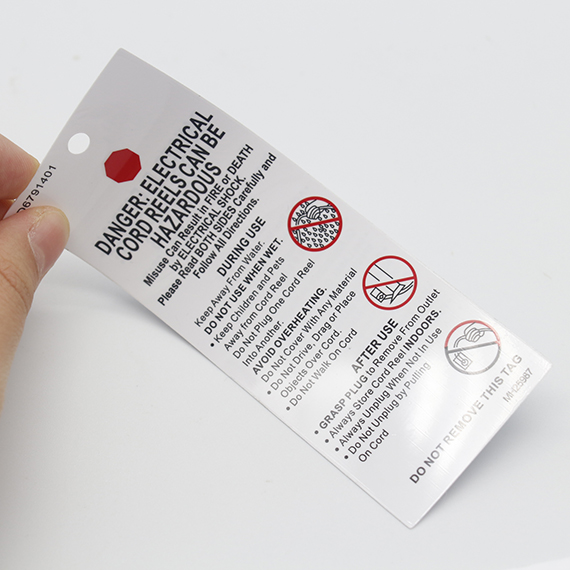 06791401
DANGER: ELECTRICAL
CORD REELS CAN BE
HAZARDOUS
Misuse Can Result in FIRE or DEATH
by ELECTRICAL SHOCK.
Please Read BOTH SIDES Carefully and
Follow All Directions.
DURING USE
Keep Away From Water.
DO NOT USE WHEN WET.
• Keep Children and Pets
Away from Cord Reel
Do Not Plug One Cord Reel
Into Another.
AVOID OVERHEATING.
Do Not Cover With Any Material
• Do Not Drive, Drag or Place
Objects Over Cord.
• Do Not Walk On Cord
AFTER USE
• GRASP PLUG to Remove From Outlet
• Always Store Cord Reel INDOORS.
• Always Unplug When Not In Use
• Do Not Unplug by Putting
On Cord
DO NOT REMOVE THIS TAG